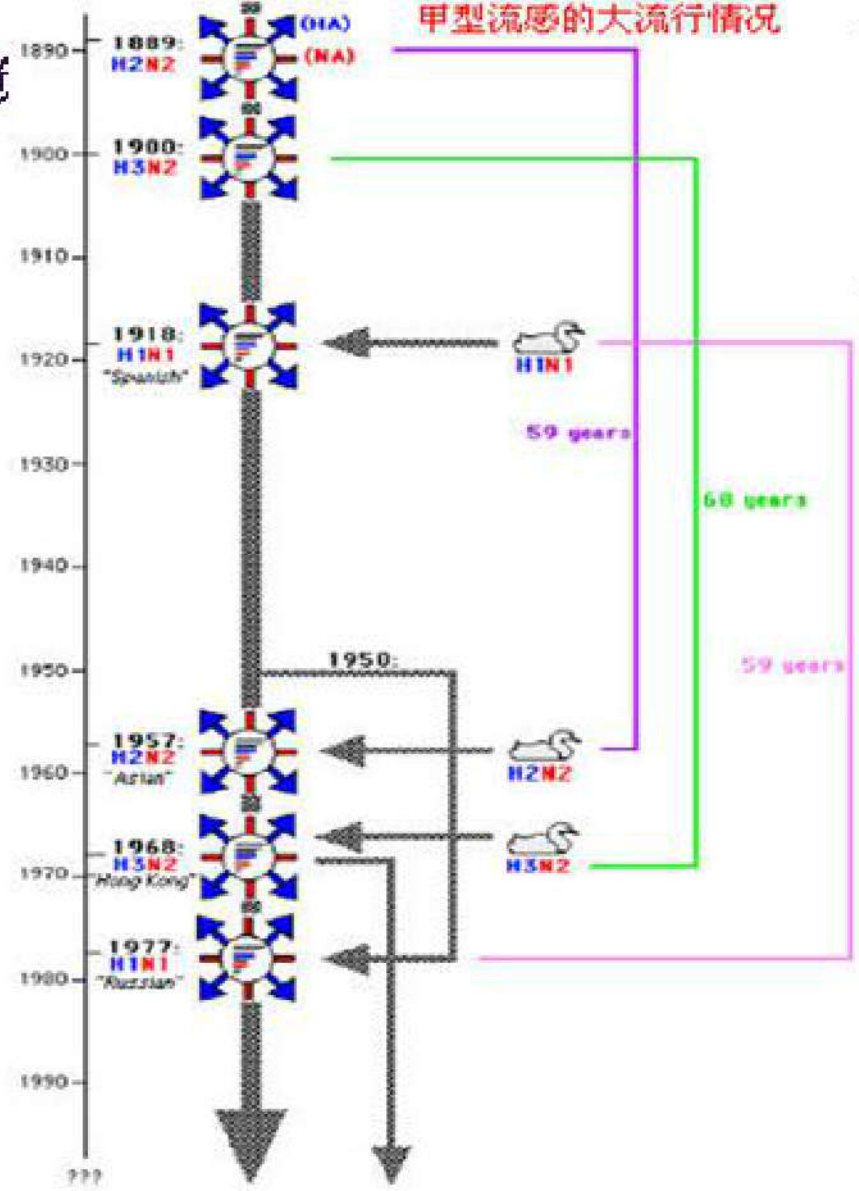 甲型流感的大流行情况
(HA)
1889:
1890
H2N2
(NA)
1900:
1900
H3N2
1910
1918:
H1N1
1920
"Spanish"
H1N1
59 years
1930
68 years
1940
59 years
1950
1950:
1957:
H2N2
1960
"Asian"
H2N2
1968:
H3N2
1970
"Hong Kong"
H3N2
1977:
H1N1
1980
"Russian"
1990
???